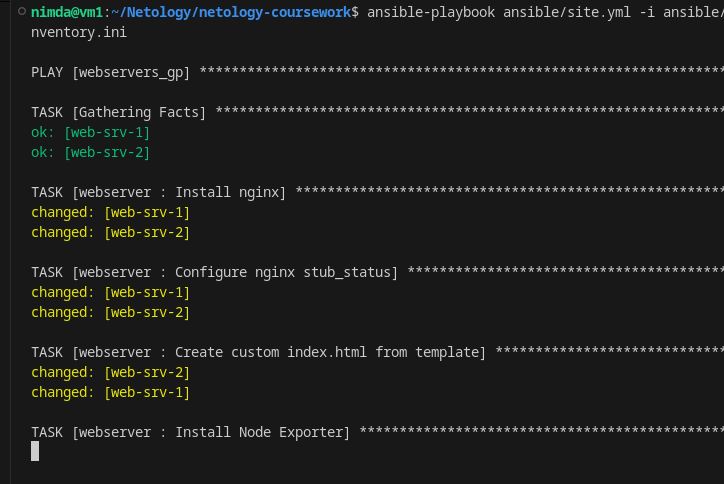 nimda@vm1:~/Netology/netology-coursework$ ansible-playbook ansible/site.yml -i ansible/
nventory.ini
PLAY [webservers_gp] ******************************************************************
TASK [Gathering Facts] ****************************************************************
ok: [web-srv-1]
ok: [web-srv-2]
TASK [webserver : Install nginx] ******************************************************
changed: [web-srv-1]
changed: [web-srv-2]
TASK [webserver : Configure nginx stub_status] ****************************************
changed: [web-srv-1]
changed: [web-srv-2]
TASK [webserver : Create custom index.html from template] *****************************
changed: [web-srv-2]
changed: [web-srv-1]
TASK [webserver : Install Node Exporter] **********************************************